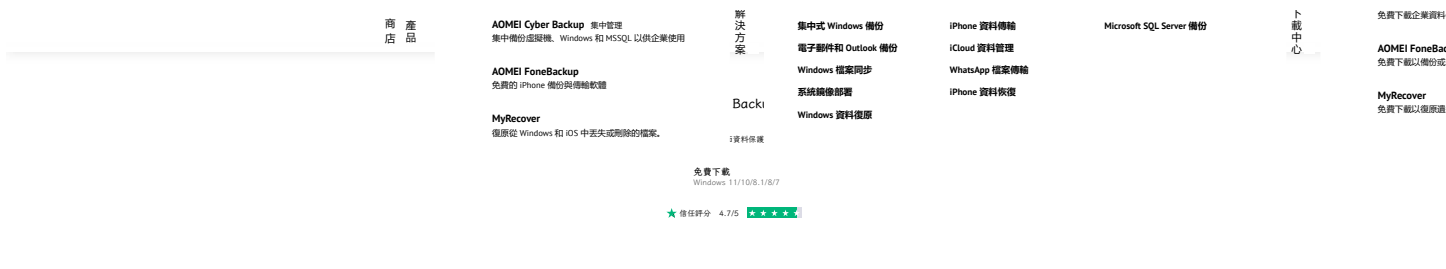 商店
產品
AOMEI Cyber Backup 集中管理
集中備份虛擬機、Windows 和 MSSQL 以供企業使用
AOMEI FoneBackup
免費的 iPhone 備份與傳輸軟體
MyRecover
復原從 Windows 和 iOS 中丟失或刪除的檔案。
解決方案
Back
資料保護
集中式 Windows 備份
電子郵件和 Outlook 備份
Windows 檔案同步
系統鏡像部署
Windows 資料復原
iPhone 資料傳輸
iCloud 資料管理
WhatsApp 檔案傳輸
iPhone 資料恢復
Microsoft SQL Server 備份
下載中心
免費下載企業資料
AOMEI FoneBac
免費下載以備份或
MyRecover
免費下載以復原遺
免費下載
Windows 11/10/8.1/8/7
信任評分 4.7/5